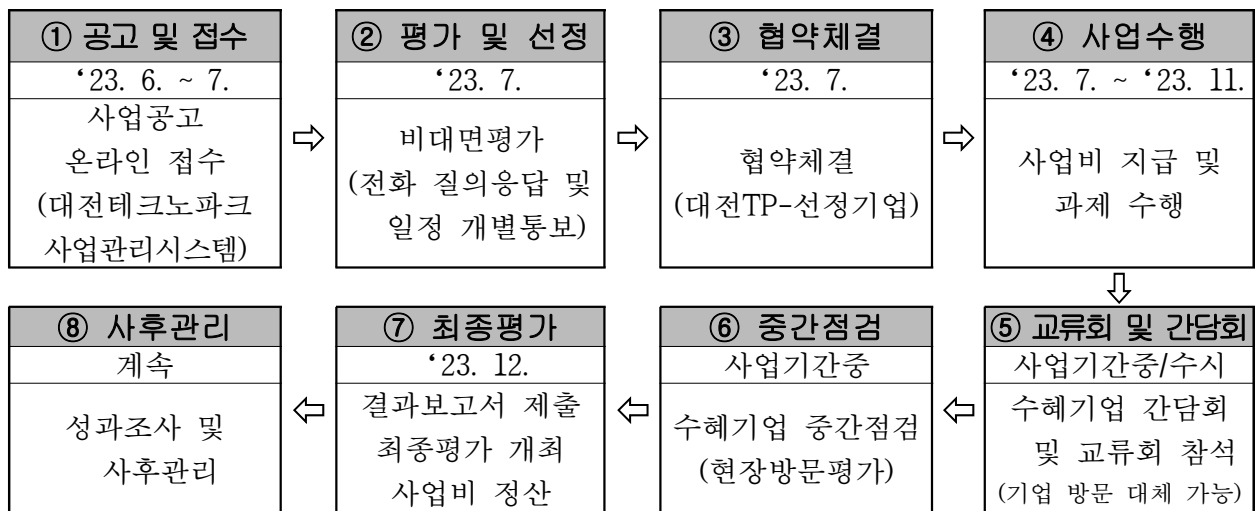 ① 공고 및 접수
‘23. 6. ~ 7.
사업공고
온라인 접수
(대전테크노파크
사업관리시스템)
⇨
② 평가 및 선정
‘23. 7.
비대면평가
(전화 질의응답 및
일정 개별통보)
⇨
③ 협약체결
‘23. 7.
협약체결
(대전TP-선정기업)
⇨
④ 사업수행
‘23. 7. ~ ‘23. 11.
사업비 지급 및
과제 수행
⇩
⑤ 교류회 및 간담회
사업기간중/수시
수혜기업 간담회
및 교류회 참석
(기업 방문 대체 가능)
⇦
⑥ 중간점검
사업기간중
수혜기업 중간점검
(현장방문평가)
⇦
⑦ 최종평가
‘23. 12.
결과보고서 제출
최종평가 개최
사업비 정산
⇦
⑧ 사후관리
계속
성과조사 및
사후관리